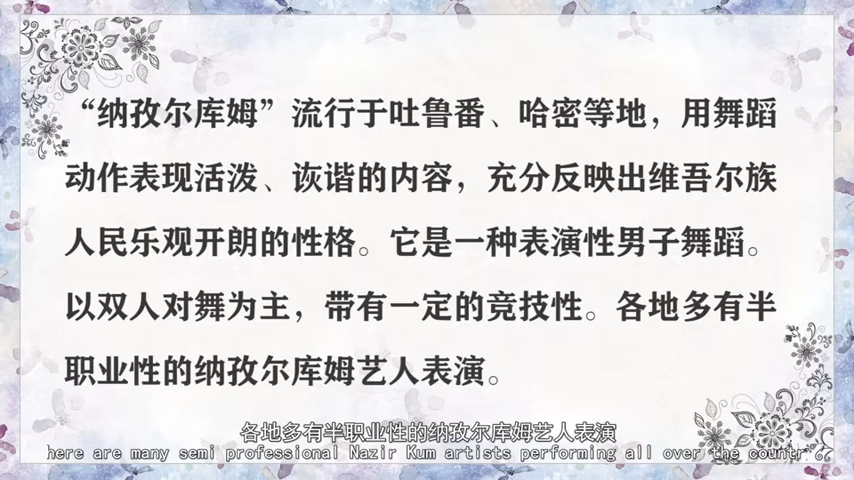 “纳孜尔库姆”流行于吐鲁番、哈密等地，用舞蹈
动作表现活泼、诙谐的内容，充分反映出维吾尔族
人民乐观开朗的性格。它是一种表演性男子舞蹈。
以双人对舞为主，带有一定的竞技性。各地多有半
职业性的纳孜尔库姆艺人表演。
各地多有半职业性的纳孜尔库姆艺人表演
here are many semi professional Nazir Kum artists performing all over the countr